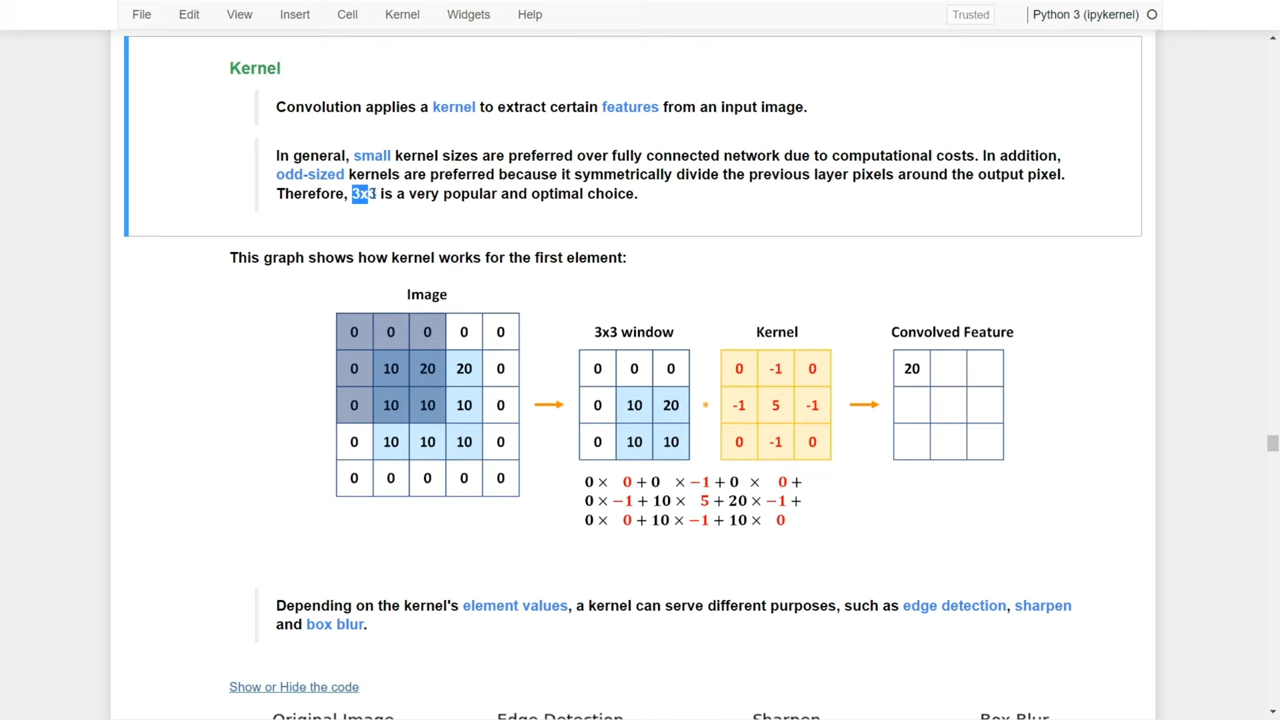 File Edit View Insert Cell Kernel Widgets Help Trusted Python 3 (ipykernel)
Kernel
Convolution applies a kernel to extract certain features from an input image.
In general, small kernel sizes are preferred over fully connected network due to computational costs. In addition,
odd-sized kernels are preferred because it symmetrically divide the previous layer pixels around the output pixel.
Therefore, 3x3 is a very popular and optimal choice.
This graph shows how kernel works for the first element:
Image
0 0 0 0 0
0 10 20 20 0
0 10 10 10 0
0 10 10 10 0
0 0 0 0 0
3x3 window
0 0 0
0 10 20
0 10 10
*
Kernel
0 -1 0
-1 5 -1
0 -1 0
Convolved Feature
20
0 × 0 + 0 × −1 + 0 × 0 +
0 × −1 + 10 × 5 + 20 × −1 +
0 × 0 + 10 × −1 + 10 × 0
Depending on the kernel's element values, a kernel can serve different purposes, such as edge detection, sharpen
and box blur.
Show or Hide the code
Original Image Edge Detection Sharpen Box Blur